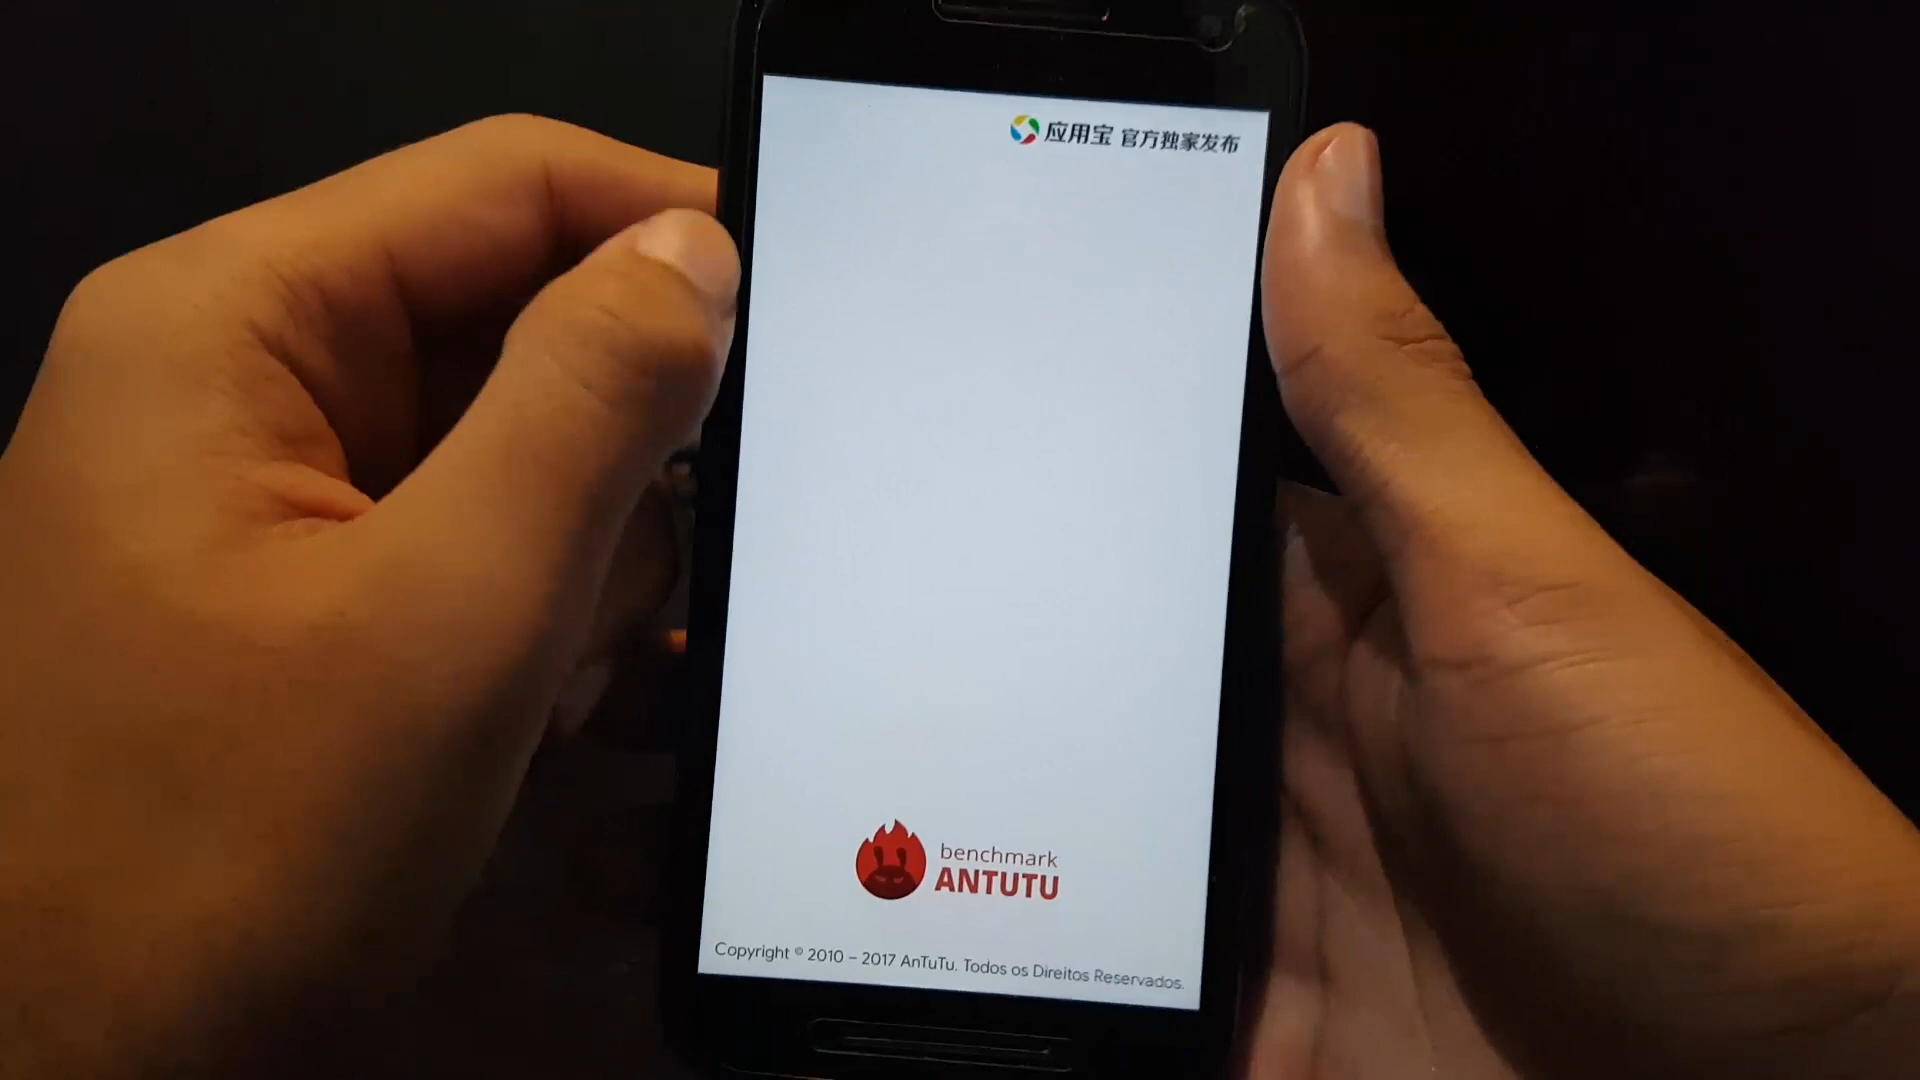 应用宝 官方独家发布
benchmark
ANTUTU
Copyright © 2010 – 2017 AnTuTu. Todos os Direitos Reservados.